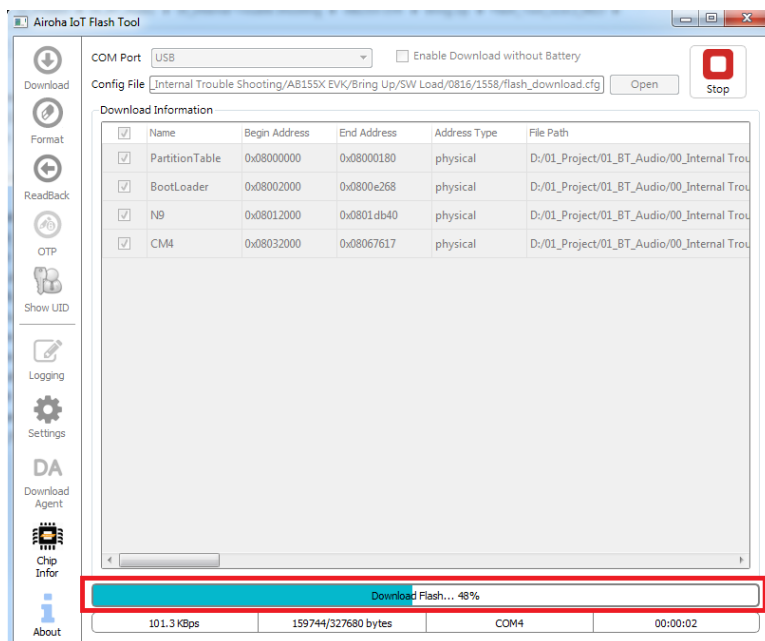 Airoha IoT Flash Tool
Download
Format
ReadBack
OTP
Show UID
Logging
Settings
DA
Download
Agent
Chip
Infor
About
COM Port USB Enable Download without Battery
Config File _Internal Trouble Shooting/AB155X EVK/Bring Up/SW Load/0816/1558/flash_download.cfg Open
Stop
Download Information
Name Begin Address End Address Address Type File Path
PartitionTable 0x08000000 0x08000180 physical D:/01_Project/01_BT_Audio/00_Internal Trou
BootLoader 0x08002000 0x0800e268 physical D:/01_Project/01_BT_Audio/00_Internal Trou
N9 0x08012000 0x0801db40 physical D:/01_Project/01_BT_Audio/00_Internal Trou
CM4 0x08032000 0x08067617 physical D:/01_Project/01_BT_Audio/00_Internal Trou
Download Flash... 48%
101.3 KBps 159744/327680 bytes COM4 00:00:02